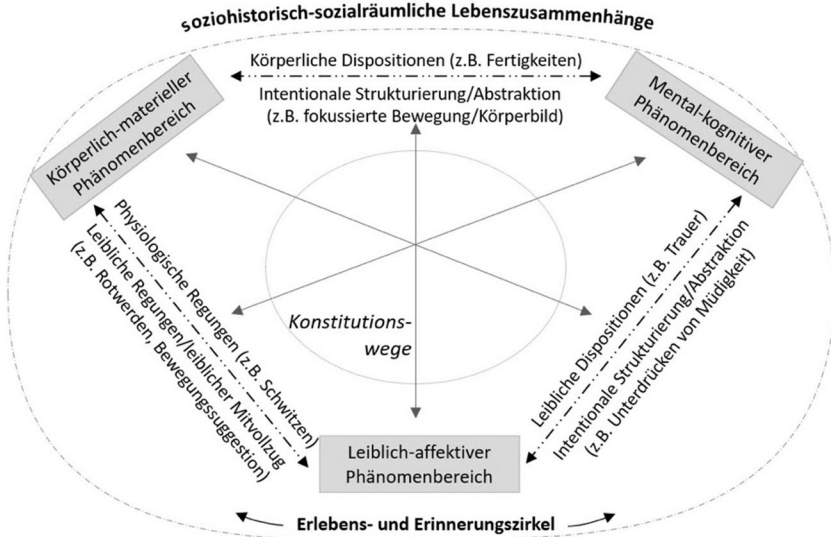 soziohistorisch-sozialräumliche Lebenszusammenhänge
Körperliche Dispositionen (z.B. Fertigkeiten)
Intentionale Strukturierung/Abstraktion
(z.B. fokussierte Bewegung/Körperbild)
Körperlich-materieller
Phänomenbereich
Mental-kognitiver
Phänomenbereich
Physiologische Regungen (z.B. Schwitzen)
Leibliche Regungen/leiblicher Mitvollzug
(z.B. Rotwerden, Bewegungssuggestion)
Konstitutions-
wege
Leibliche Dispositionen (z.B. Trauer)
Intentionale Strukturierung/Abstraktion
(z.B. Unterdrücken von Müdigkeit)
Leiblich-affektiver
Phänomenbereich
Erlebens- und Erinnerungszirkel